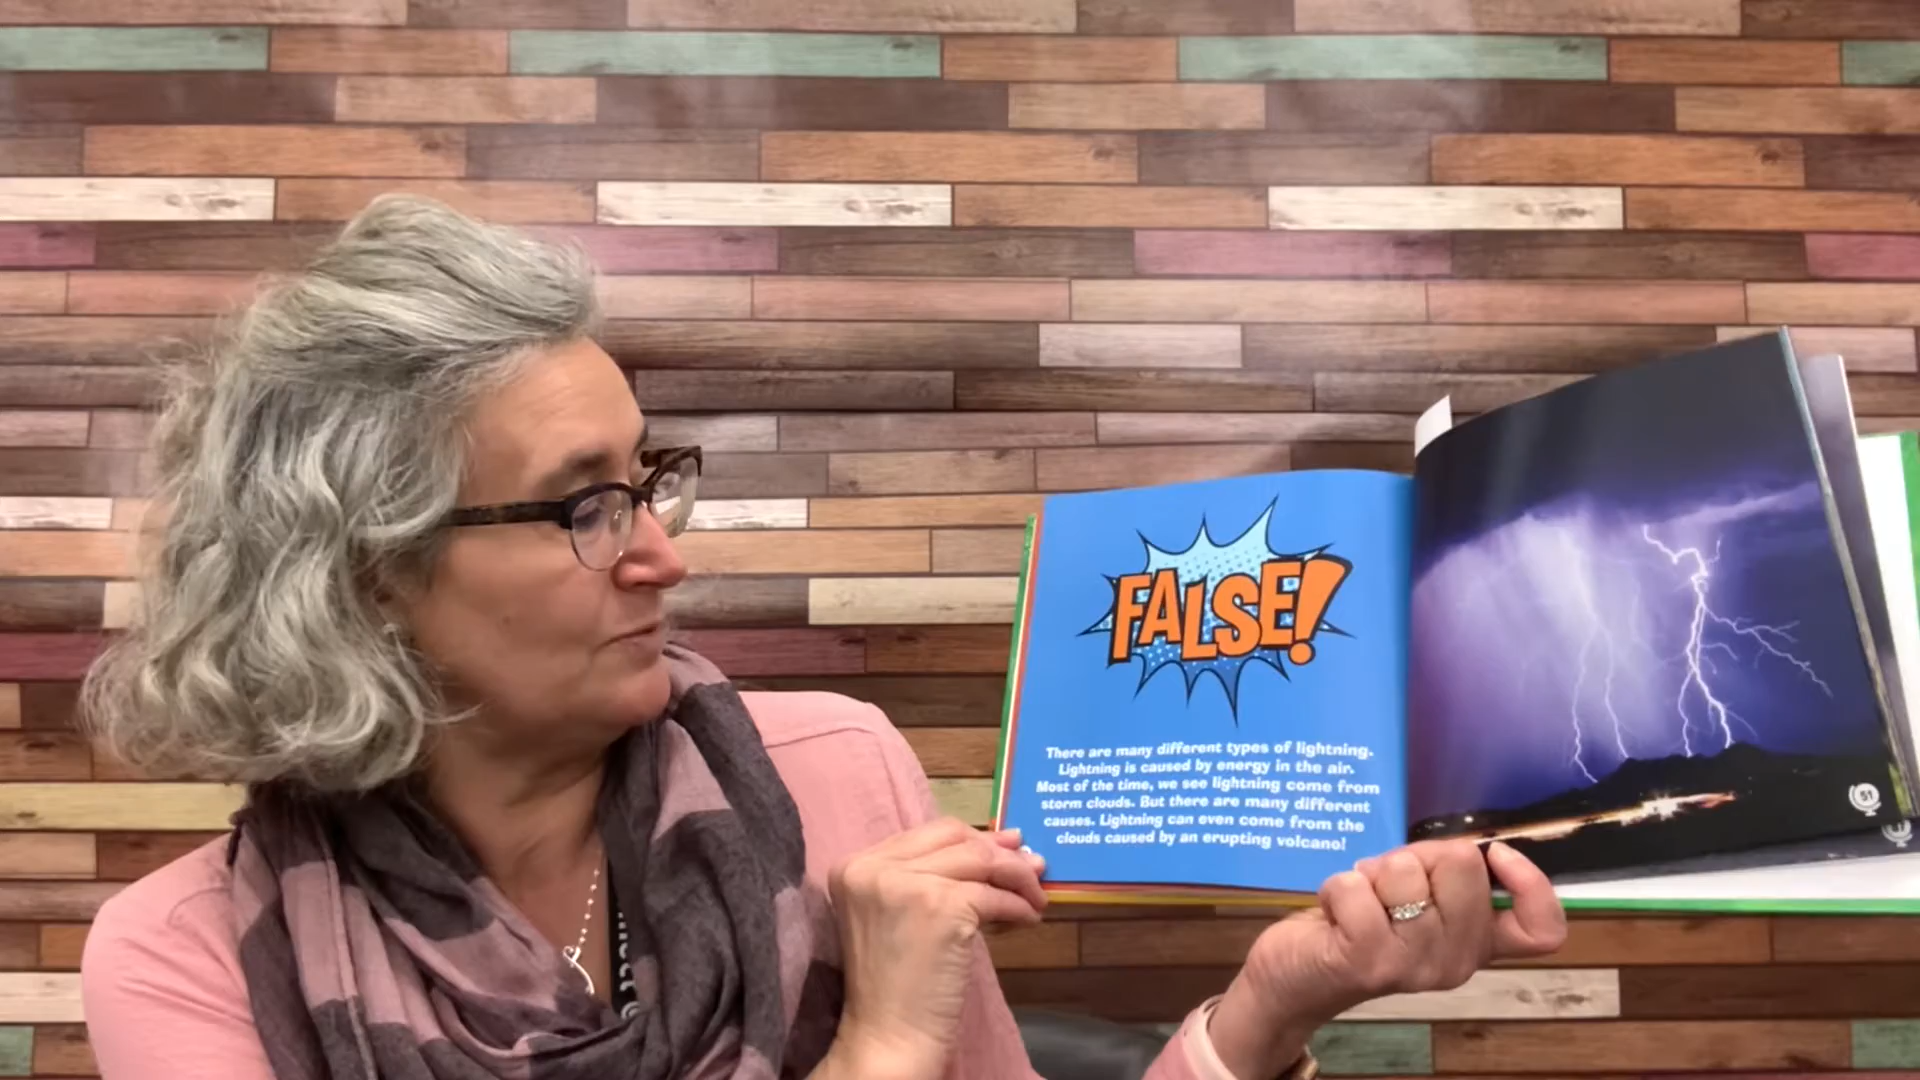 FALSE!
There are many different types of lightning.
Lightning is caused by energy in the air.
Most of the time, we see lightning come from
storm clouds. But there are many different
causes. Lightning can even come from the
clouds caused by an erupting volcano!
51